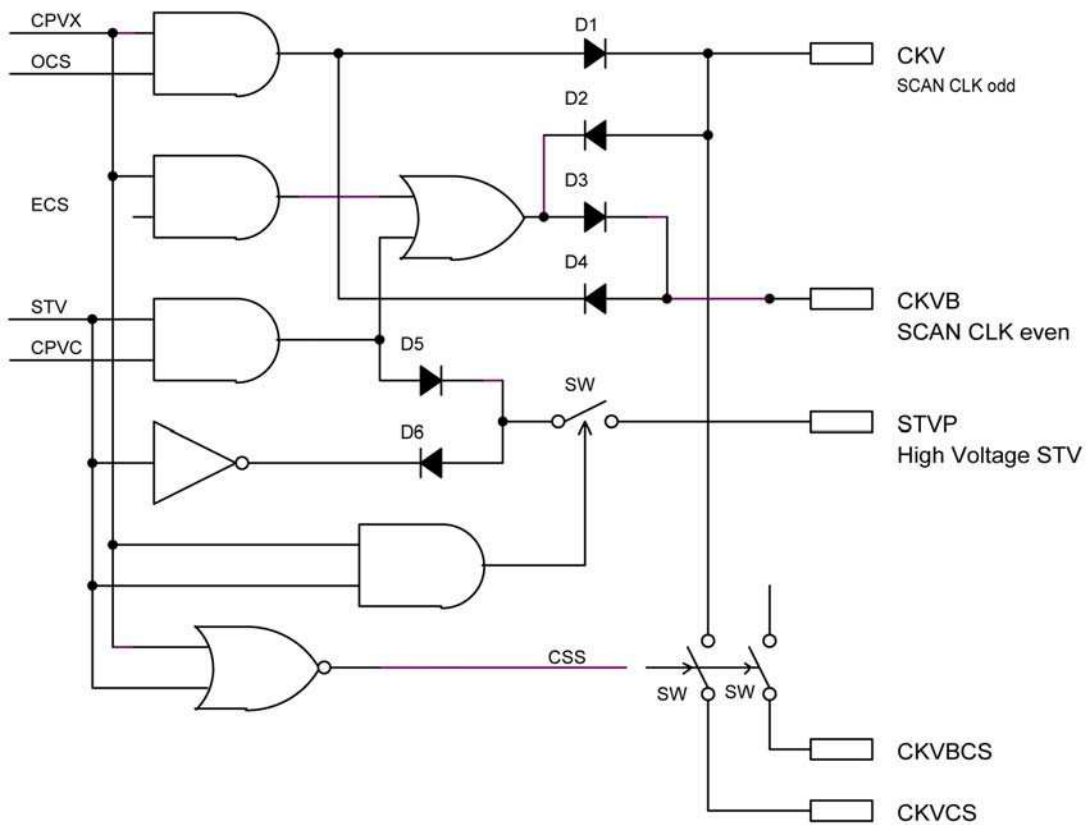 CPVX
D1
OCS
CKV
SCAN CLK odd
D2
D3
ECS
D4
STV
CKVB
SCAN CLK even
CPVC
D5
SW
STVP
High Voltage STV
D6
CSS
SW
SW
CKVBCS
CKVCS